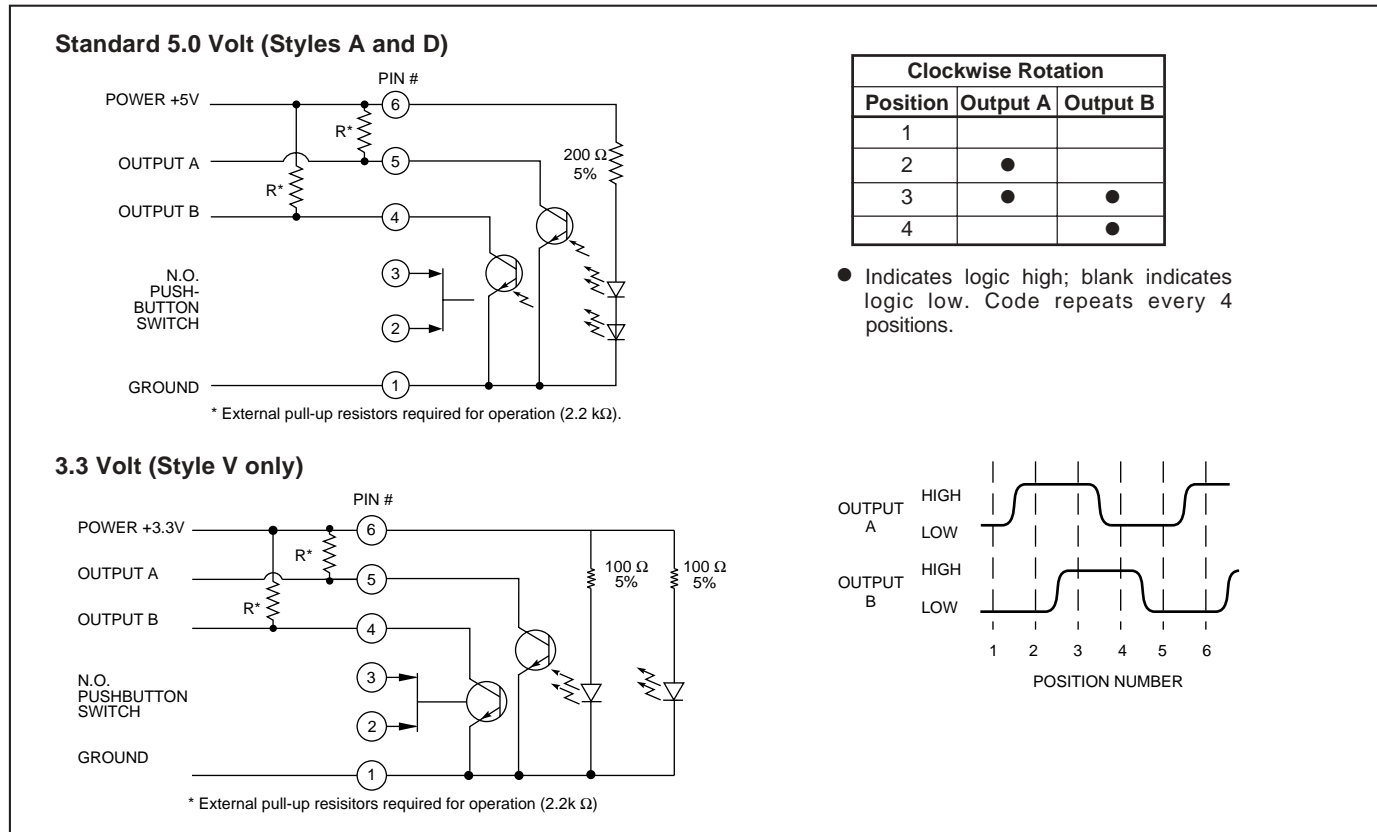 Standard 5.0 Volt (Styles A and D)
PIN #
POWER +5V
6
R*
200 Ω
5%
OUTPUT A
5
R*
OUTPUT B
4
N.O.
PUSH-
BUTTON
SWITCH
3
2
GROUND
1
* External pull-up resistors required for operation (2.2 kΩ).
Clockwise Rotation
Position Output A Output B
1
2 ●
3 ● ●
4 ●
● Indicates logic high; blank indicates
logic low. Code repeats every 4
positions.
3.3 Volt (Style V only)
PIN #
POWER +3.3V
6
R*
100 Ω
5%
100 Ω
5%
OUTPUT A
5
R*
OUTPUT B
4
N.O.
PUSHBUTTON
SWITCH
3
2
GROUND
1
* External pull-up resisitors required for operation (2.2k Ω)
OUTPUT
A
HIGH
LOW
OUTPUT
B
HIGH
LOW
1 2 3 4 5 6
POSITION NUMBER